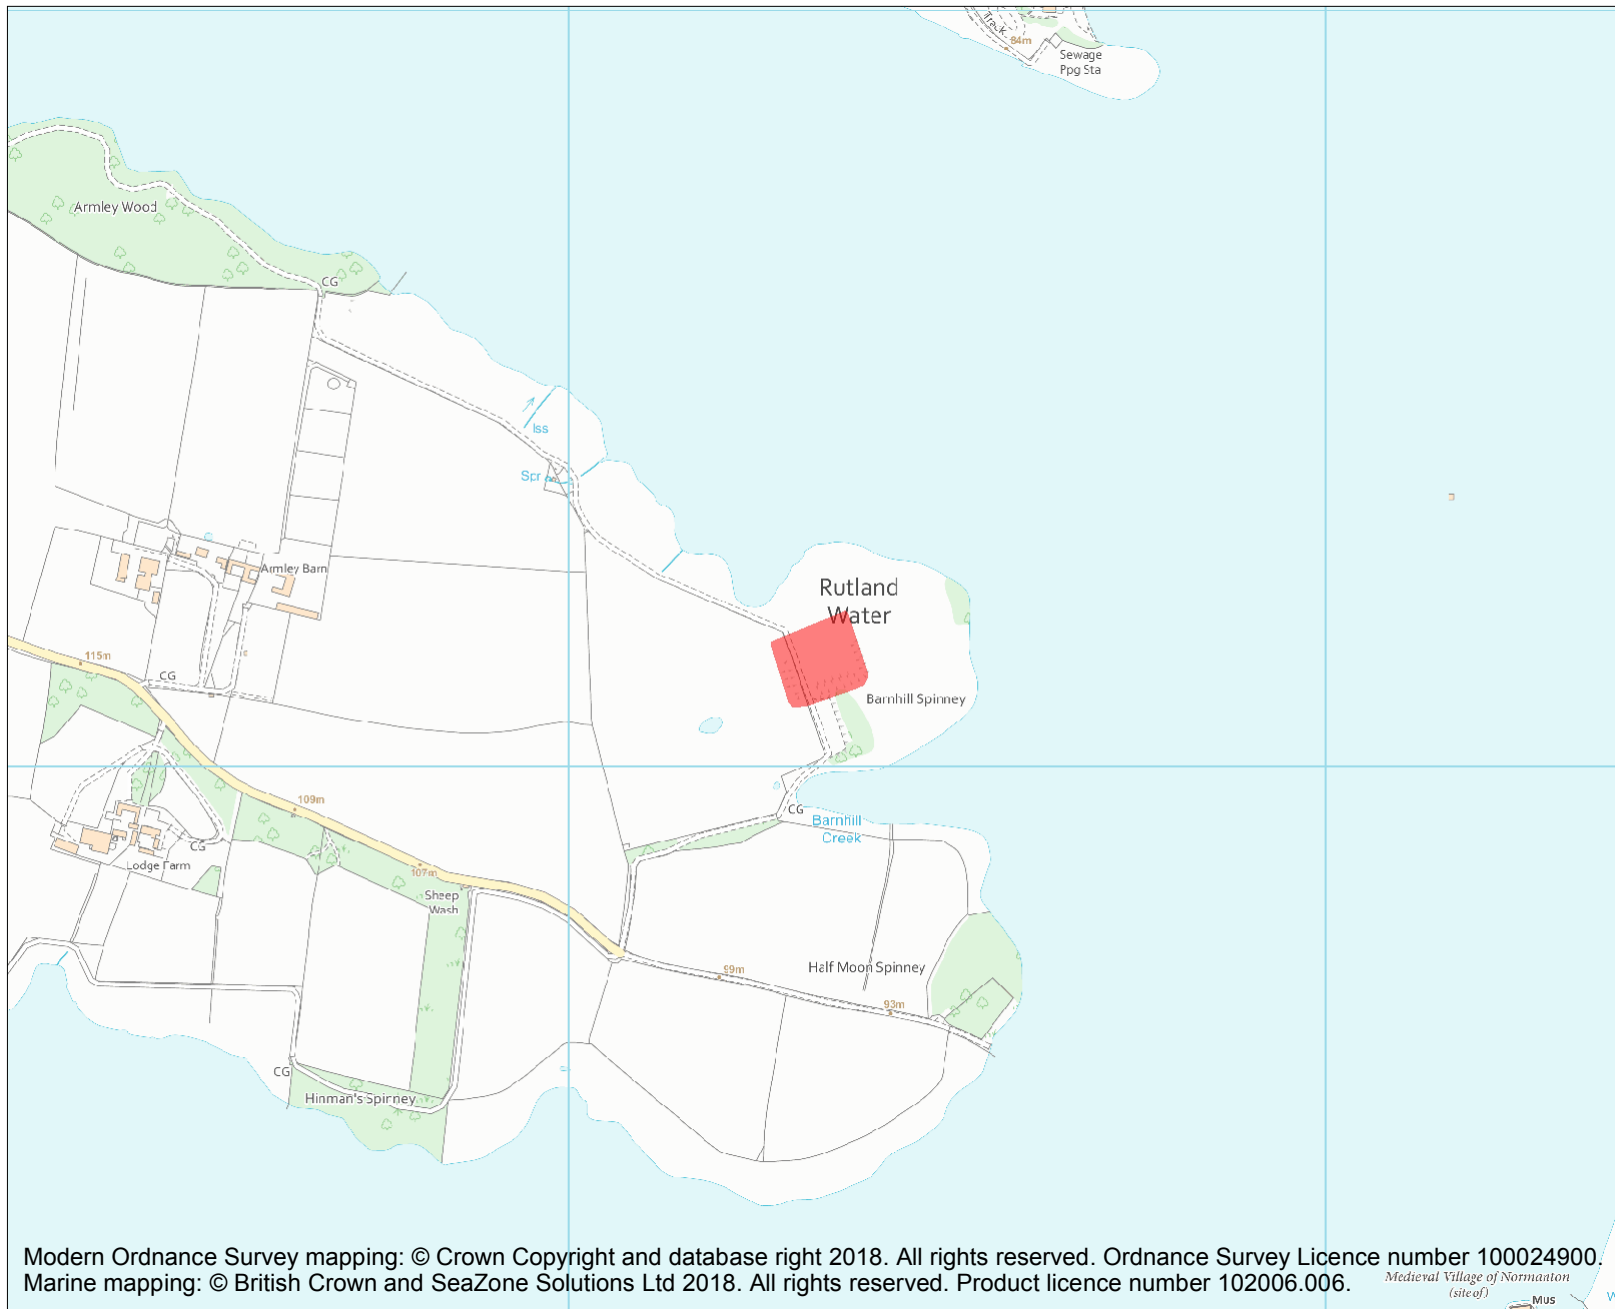 Track
84m
Sewage
Ppg Sta
Armley Wood
CG
Iss
Spr
Armley Barn
Rutland
Water
115m
CG
Barnhill Spinney
109m
CG
Barnhill
Creek
CG
Lodge Farm
107m
Sheep
Wash
Half Moon Spinney
99m
93m
CG
Hinman's Spinney
Modern Ordnance Survey mapping: © Crown Copyright and database right 2018. All rights reserved. Ordnance Survey Licence number 100024900.
Marine mapping: © British Crown and SeaZone Solutions Ltd 2018. All rights reserved. Product licence number 102006.006.
Medieval Village of Normanton
(site of)
Mus
W